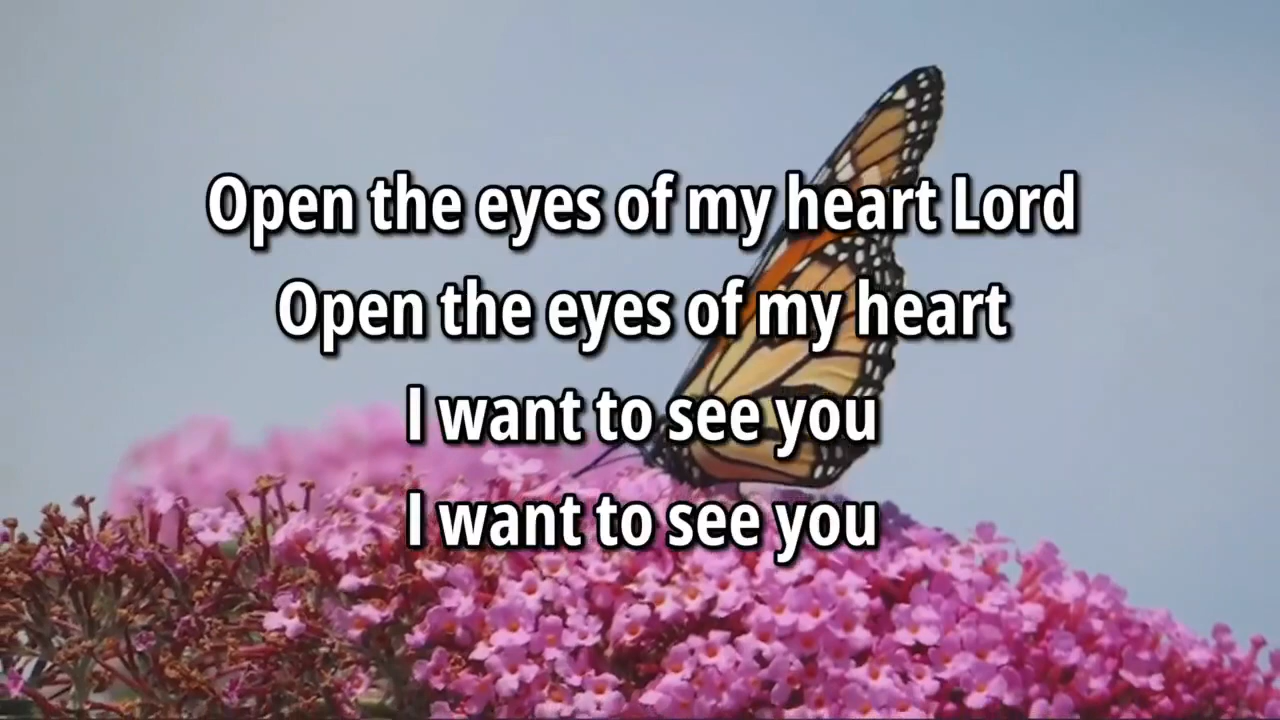 Open the eyes of my heart Lord
Open the eyes of my heart
I want to see you
I want to see you